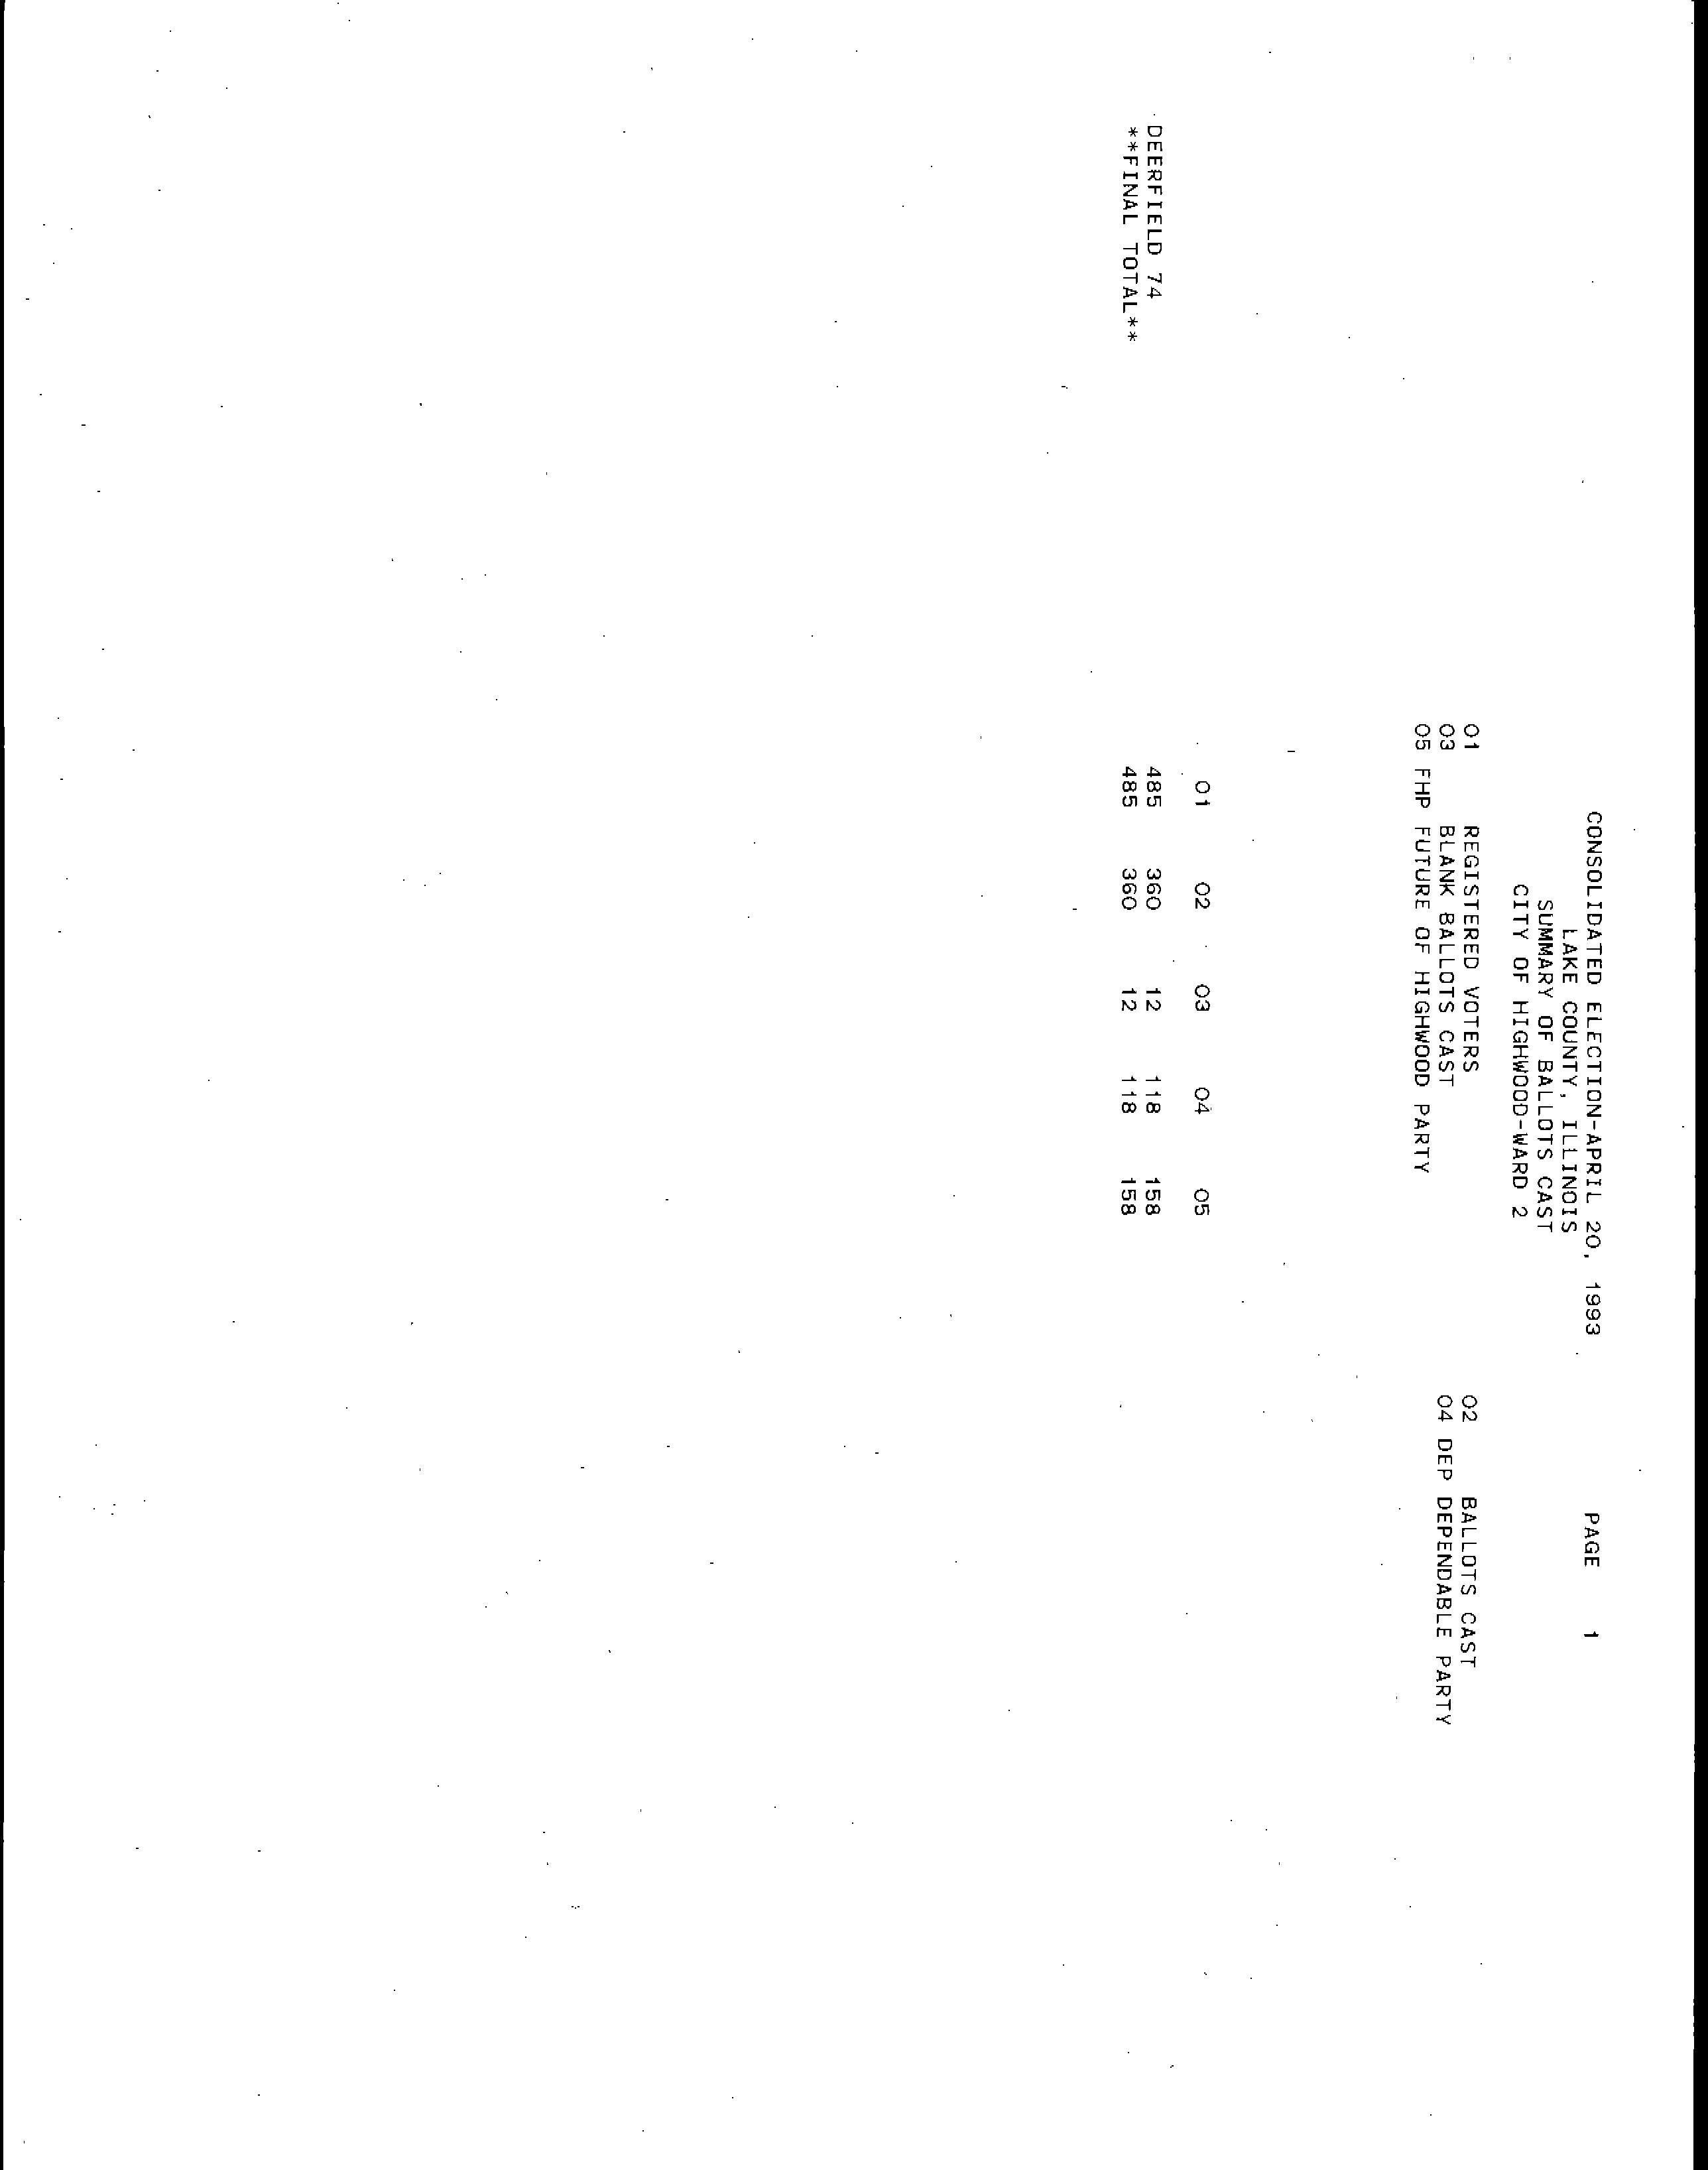 CONSOLIDATED ELECTION-APRIL 20, 1993 PAGE 1
LAKE COUNTY, ILLINOIS
SUMMARY OF BALLOTS CAST
CITY OF HIGHWOOD-WARD 2
01 REGISTERED VOTERS 02 BALLOTS CAST
03 BLANK BALLOTS CAST 04 DEP DEPENDABLE PARTY
05 FHP FUTURE OF HIGHWOOD PARTY
01 02 03 04 05
DEERFIELD 74 485 360 12 118 158
**FINAL TOTAL** 485 360 12 118 158